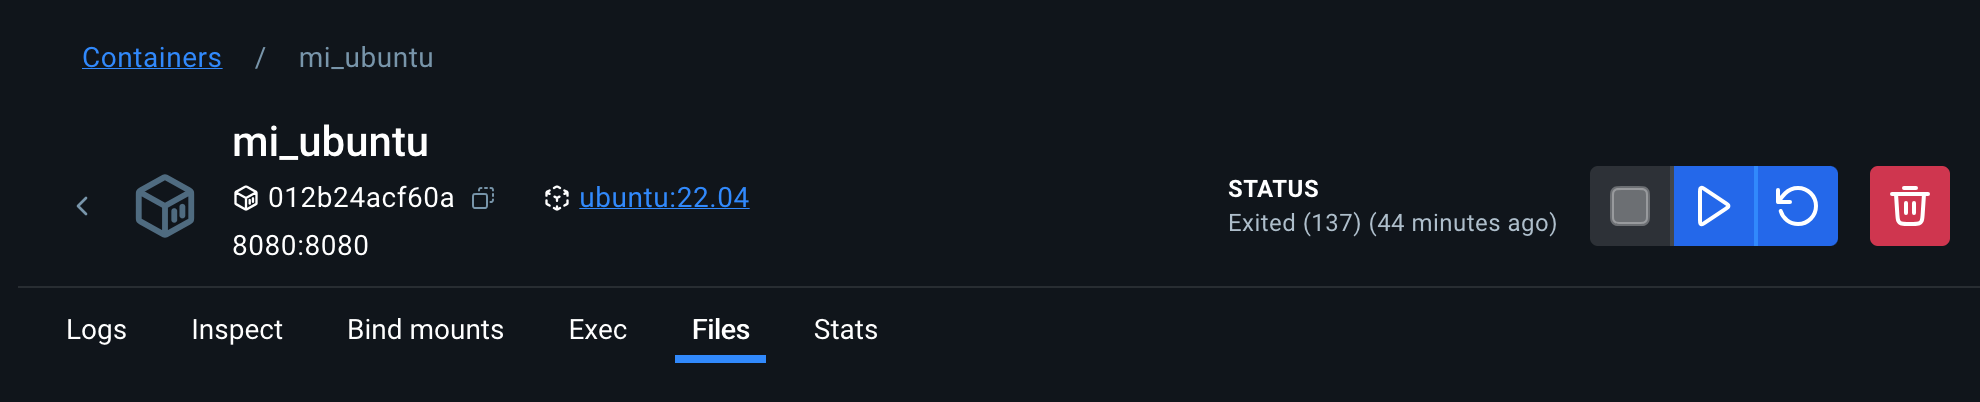 Containers / mi_ubuntu
mi_ubuntu
012b24acf60a ubuntu:22.04
8080:8080
STATUS
Exited (137) (44 minutes ago)
Logs Inspect Bind mounts Exec Files Stats